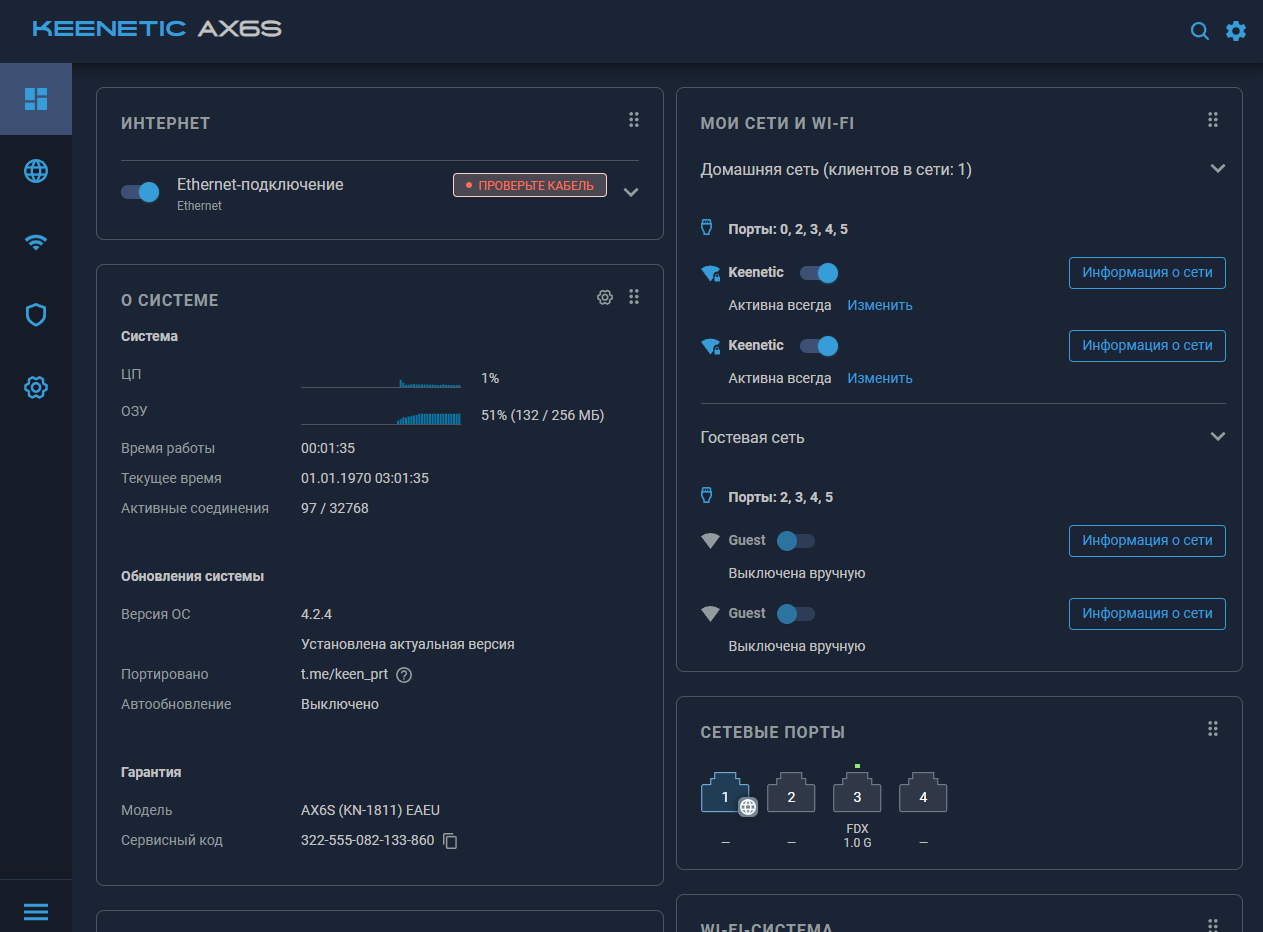 KEENETIC AX6S
ИНТЕРНЕТ
Ethernet-подключение
ПРОВЕРЬТЕ КАБЕЛЬ
Ethernet
О СИСТЕМЕ
Система
ЦП
1%
ОЗУ
51% (132 / 256 МБ)
Время работы
00:01:35
Текущее время
01.01.1970 03:01:35
Активные соединения
97 / 32768
Обновления системы
Версия ОС
4.2.4
Установлена актуальная версия
Портировано
t.me/keen_prt
Автообновление
Выключено
Гарантия
Модель
AX6S (KN-1811) EAEU
Сервисный код
322-555-082-133-860
МОИ СЕТИ И WI-FI
Домашняя сеть (клиентов в сети: 1)
Порты: 0, 2, 3, 4, 5
Keenetic
Информация о сети
Активна всегда
Изменить
Keenetic
Информация о сети
Активна всегда
Изменить
Гостевая сеть
Порты: 2, 3, 4, 5
Guest
Информация о сети
Выключена вручную
Guest
Информация о сети
Выключена вручную
СЕТЕВЫЕ ПОРТЫ
1
2
3
4
–
–
FDX
1.0 G
–
WI-FI-СИСТЕМА